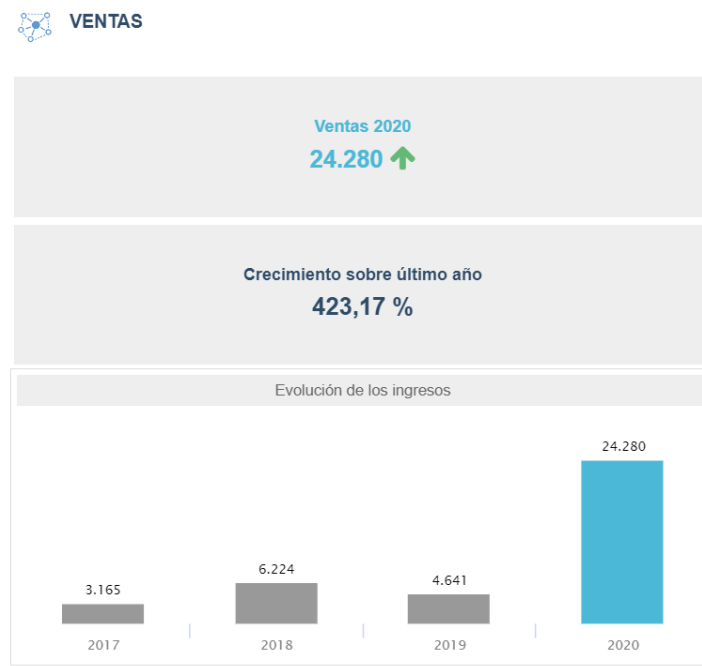 VENTAS
Ventas 2020
24.280
Crecimiento sobre último año
423,17 %
Evolución de los ingresos
24.280
6.224
4.641
3.165
2017 2018 2019 2020